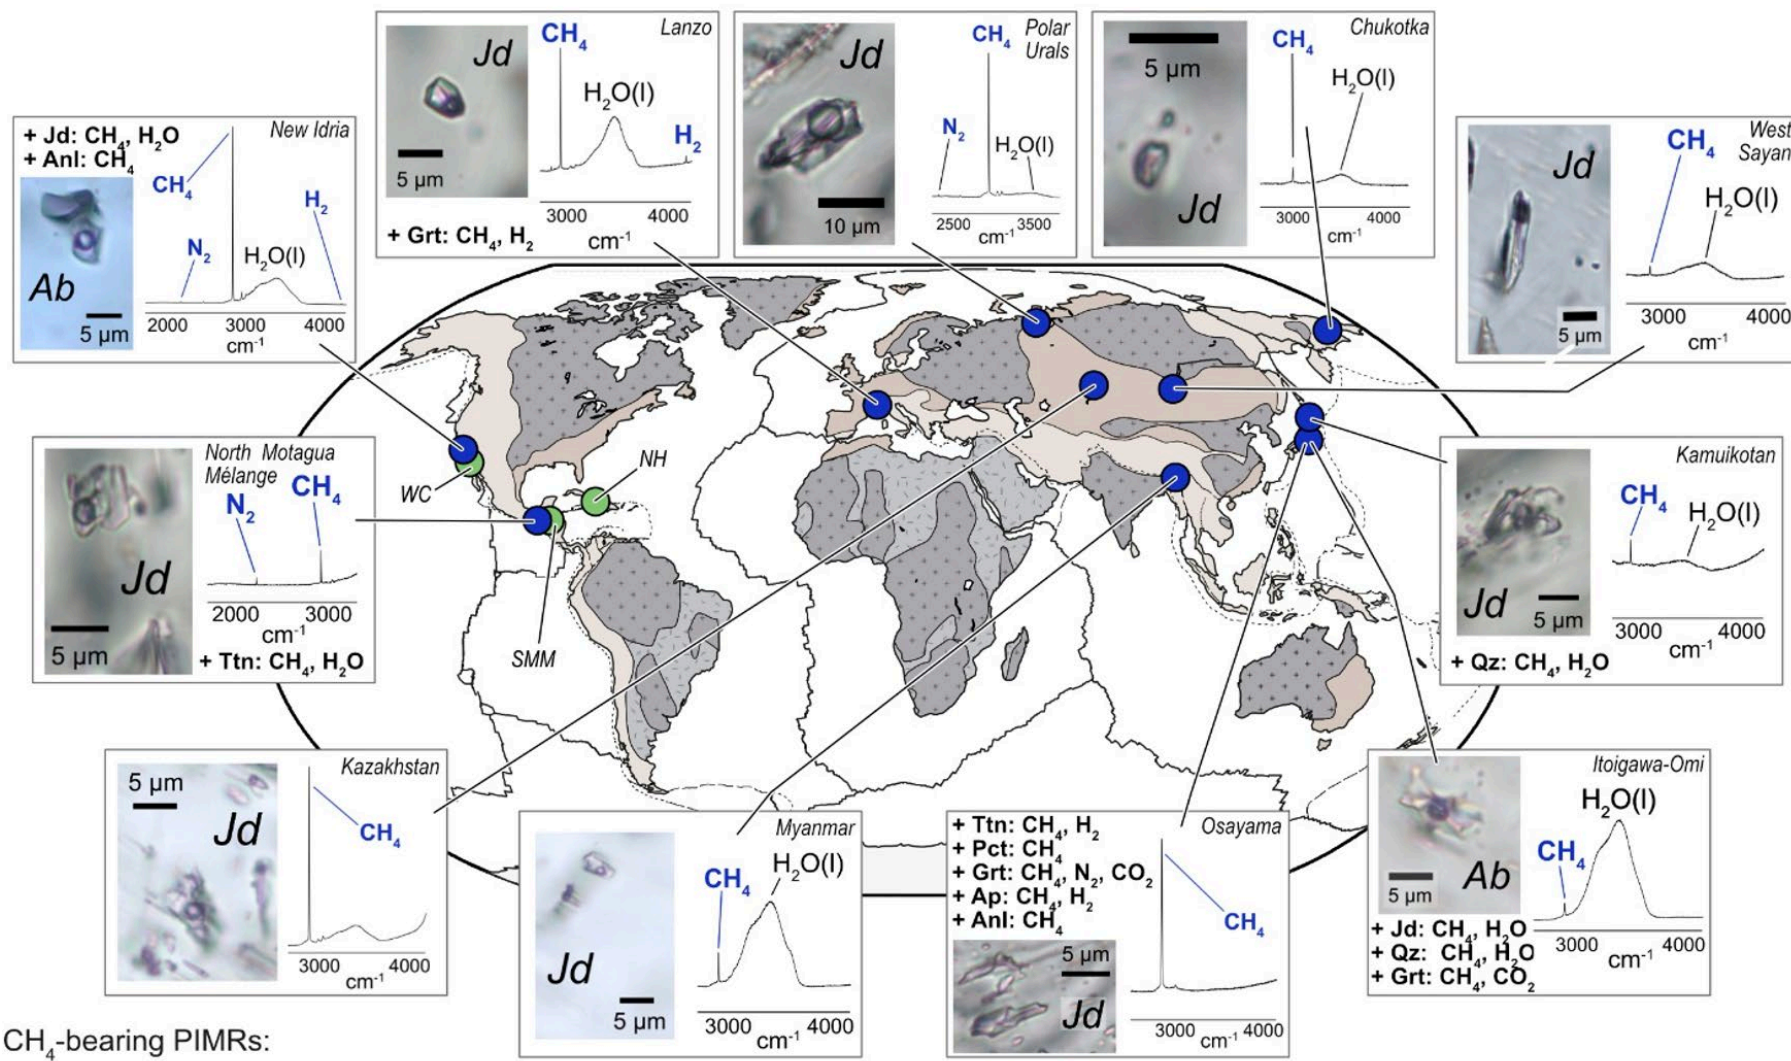 Lanzo
Jd
CH₄
H₂O(l)
H₂
5 µm
3000
4200
cm⁻¹
+ Grt: CH₄, H₂
Polar
Urals
Jd
CH₄
N₂
H₂O(l)
10 µm
2500
cm⁻¹
3500
Chukotka
5 µm
CH₄
H₂O(l)
Jd
3000
4000
cm⁻¹
New Idria
+ Jd: CH₄, H₂O
+ Anl: CH₄
CH₄
N₂
H₂
H₂O(l)
Ab
5 µm
2000
3000
4000
cm⁻¹
West
Sayan
Jd
CH₄
H₂O(l)
5 µm
3000
4000
cm⁻¹
North Motagua
Mélange
N₂
CH₄
Jd
5 µm
2000
3000
cm⁻¹
+ Ttn: CH₄, H₂O
WC
NH
SMM
Kamuikotan
CH₄
H₂O(l)
Jd
5 µm
3000
4000
cm⁻¹
+ Qz: CH₄, H₂O
Kazakhstan
5 µm
Jd
CH₄
3000
4000
cm⁻¹
Myanmar
CH₄
H₂O(l)
Jd
5 µm
3000
4000
cm⁻¹
Osayama
+ Ttn: CH₄, H₂
+ Pct: CH₄
+ Grt: CH₄, N₂, CO₂
+ Ap: CH₄, H₂
+ Anl: CH₄
CH₄
5 µm
Jd
3000
cm⁻¹
4000
Itoigawa-Omi
H₂O(l)
CH₄
5 µm
Ab
3000
4000
cm⁻¹
+ Jd: CH₄, H₂O
+ Qz: CH₄, H₂O
+ Grt: CH₄, CO₂
CH₄-bearing PIMRs: